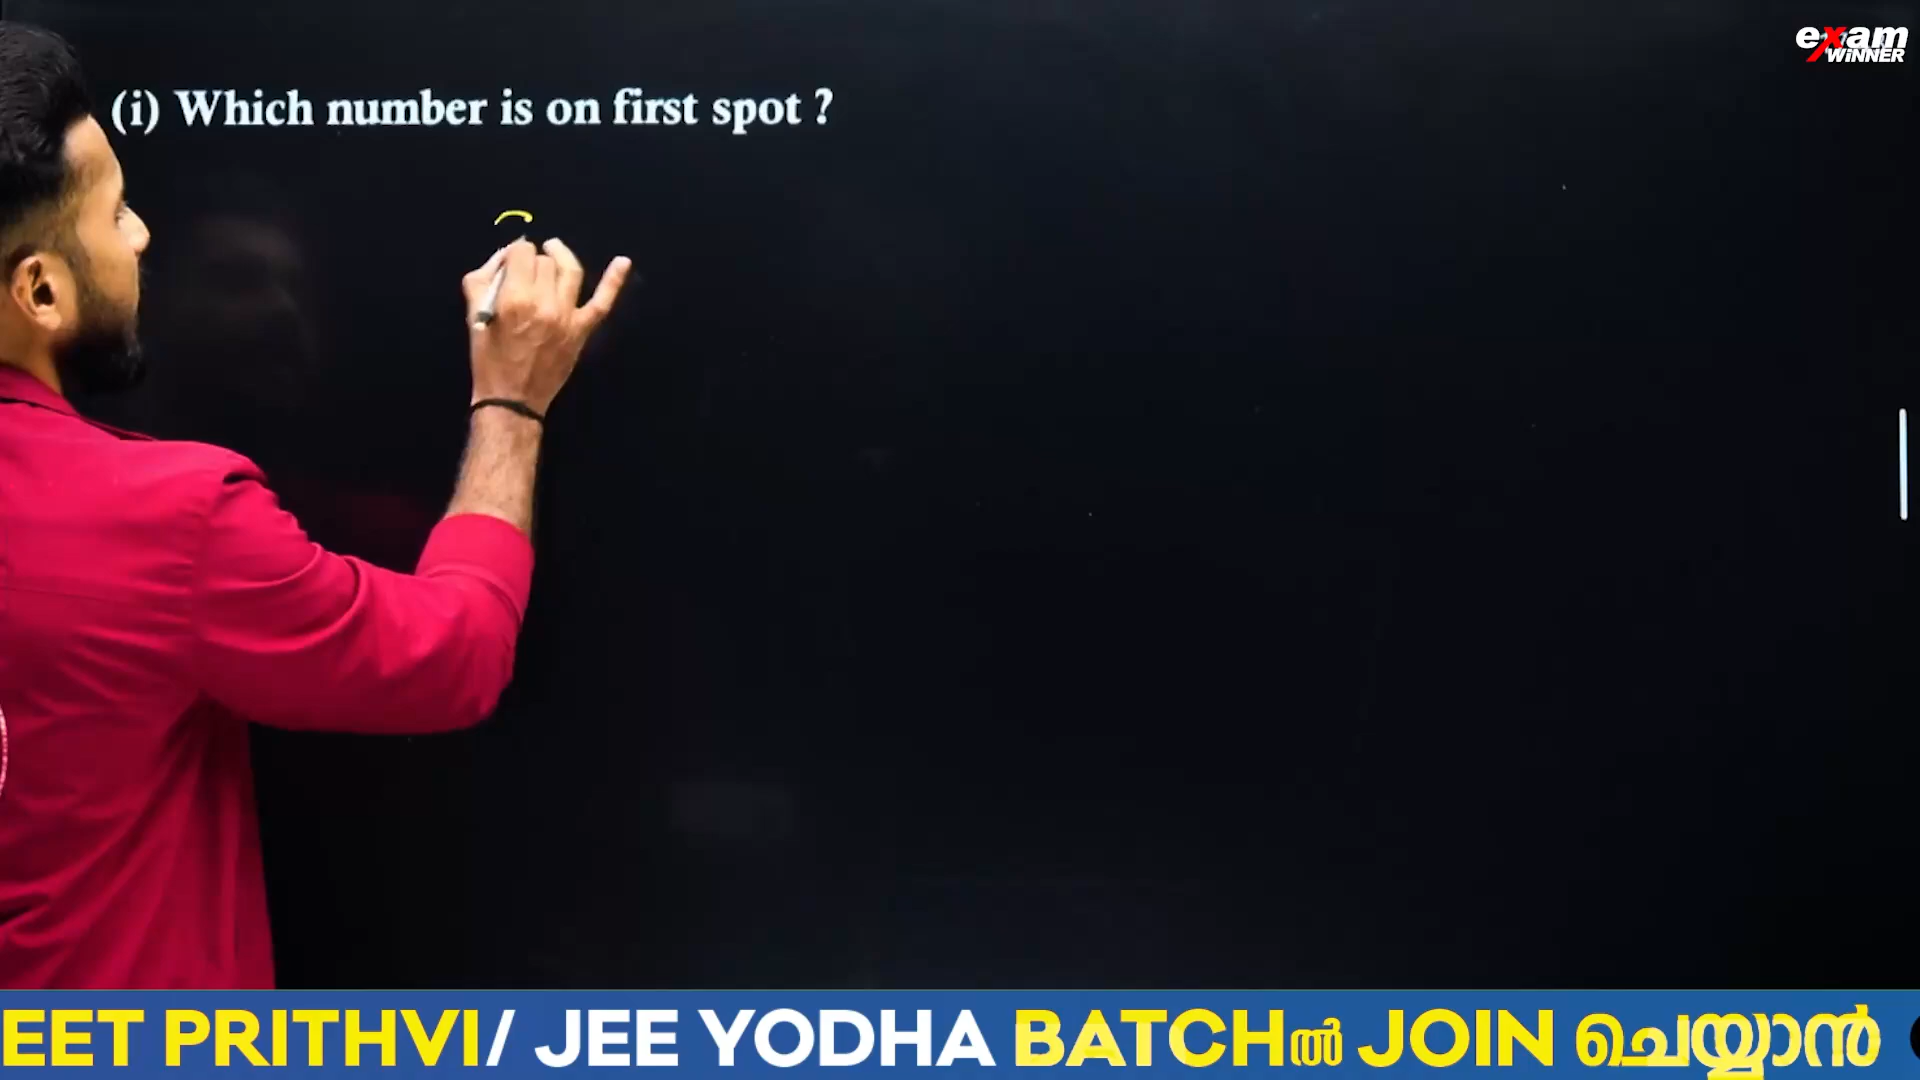 exam
WINNER
(i) Which number is on first spot ?
EET PRITHVI/ JEE YODHA BATCHൽ JOIN ചെയ്യാൻ